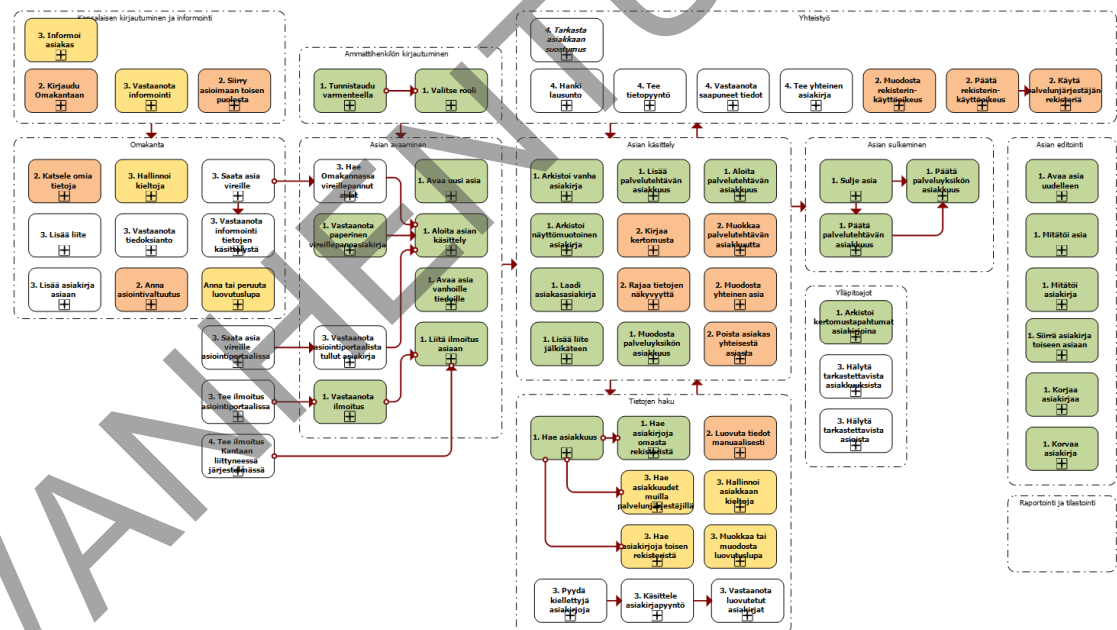 Kansalaisen kirjautuminen ja informointi
3. Informoi
asiakas
2. Kirjaudu
Omakantaan
3. Vastaanota
informointi
2. Siirry
asioimaan toisen
puolesta
Ammattihenkilön kirjautuminen
1. Tunnistaudu
varmenteella
1. Valitse rooli
Yhteistyö
4. Tarkasta
asiakkaan
suostumus
4. Hanki
lausunto
4. Tee
tietopyyntö
4. Vastaanota
saapuneet tiedot
4. Tee yhteinen
asiakirja
2. Muodosta
rekisterin-
käyttöoikeus
2. Päätä
rekisterin-
käyttöoikeus
2. Käytä
palvelunjärjestäjän
rekisteriä
Omakanta
2. Katsele omia
tietoja
3. Hallinnoi
kieltoja
3. Saata asia
vireille
3. Lisää liite
3. Vastaanota
tiedoksianto
3. Vastaanota
informointi
tietojen
käsittelystä
3. Lisää asiakirja
asiaan
2. Anna
asiointivaltuutus
Anna tai peruuta
luovutuslupa
3. Saata asia
vireille
asiointiportaalissa
3. Tee ilmoitus
asiointiportaalissa
4. Tee ilmoitus
Kantaan
liittyneessä
järjestelmässä
Asian avaaminen
3. Hae
Omakannassa
vireillepannut
asiat
1. Avaa uusi asia
1. Vastaanota
paperinen
vireillepanoasiakirja
1. Aloita asian
käsittely
1. Avaa asia
vanhoille
tiedoille
3. Vastaanota
asiointiportaalista
tullut asiakirja
1. Liitä ilmoitus
asiaan
1. Vastaanota
ilmoitus
Asian käsittely
1. Arkistoi vanha
asiakirja
1. Lisää
palvelutehtävän
asiakkuus
1. Aloita
palvelutehtävän
asiakkuus
1. Arkistoi
näyttömuotoinen
asiakirja
2. Kirjaa
kertomusta
2. Muokkaa
palvelutehtävän
asiakkuutta
1. Laadi
asiakasasiakirja
2. Rajaa tietojen
näkyvyyttä
2. Muodosta
yhteinen asia
1. Lisää liite
jälkikäteen
1. Muodosta
palveluyksikön
asiakkuus
2. Poista asiakas
yhteisestä
asiasta
Tietojen haku
1. Hae asiakkuus
1. Hae
asiakirjoja
omasta
rekisteristä
2. Luovuta tiedot
manuaalisesti
3. Hae
asiakkuudet
muilla
palvelunjärjestäjillä
3. Hallinnoi
asiakkaan
kieltoja
3. Hae
asiakirjoja toisen
rekisteristä
3. Muokkaa tai
muodosta
luovutuslupa
3. Pyydä
kiellettyjä
asiakirjoja
3. Käsittele
asiakirjapyyntö
3. Vastaanota
luovutetut
asiakirjat
Asian sulkeminen
1. Sulje asia
1. Päätä
palveluyksikön
asiakkuus
1. Päätä
palvelutehtävän
asiakkuus
Ylläpitoajot
1. Arkistoi
kertomustapahtumat
asiakirjoina
3. Hälytä
tarkastettavista
asiakkuuksista
3. Hälytä
tarkastettavista
asioista
Asian editointi
1. Avaa asia
uudelleen
1. Mitätöi asia
1. Mitätöi
asiakirja
1. Siirrä asiakirja
toiseen asiaan
1. Korjaa
asiakirjaa
1. Korvaa
asiakirja
Raportointi ja tilastointi
VANHENTU